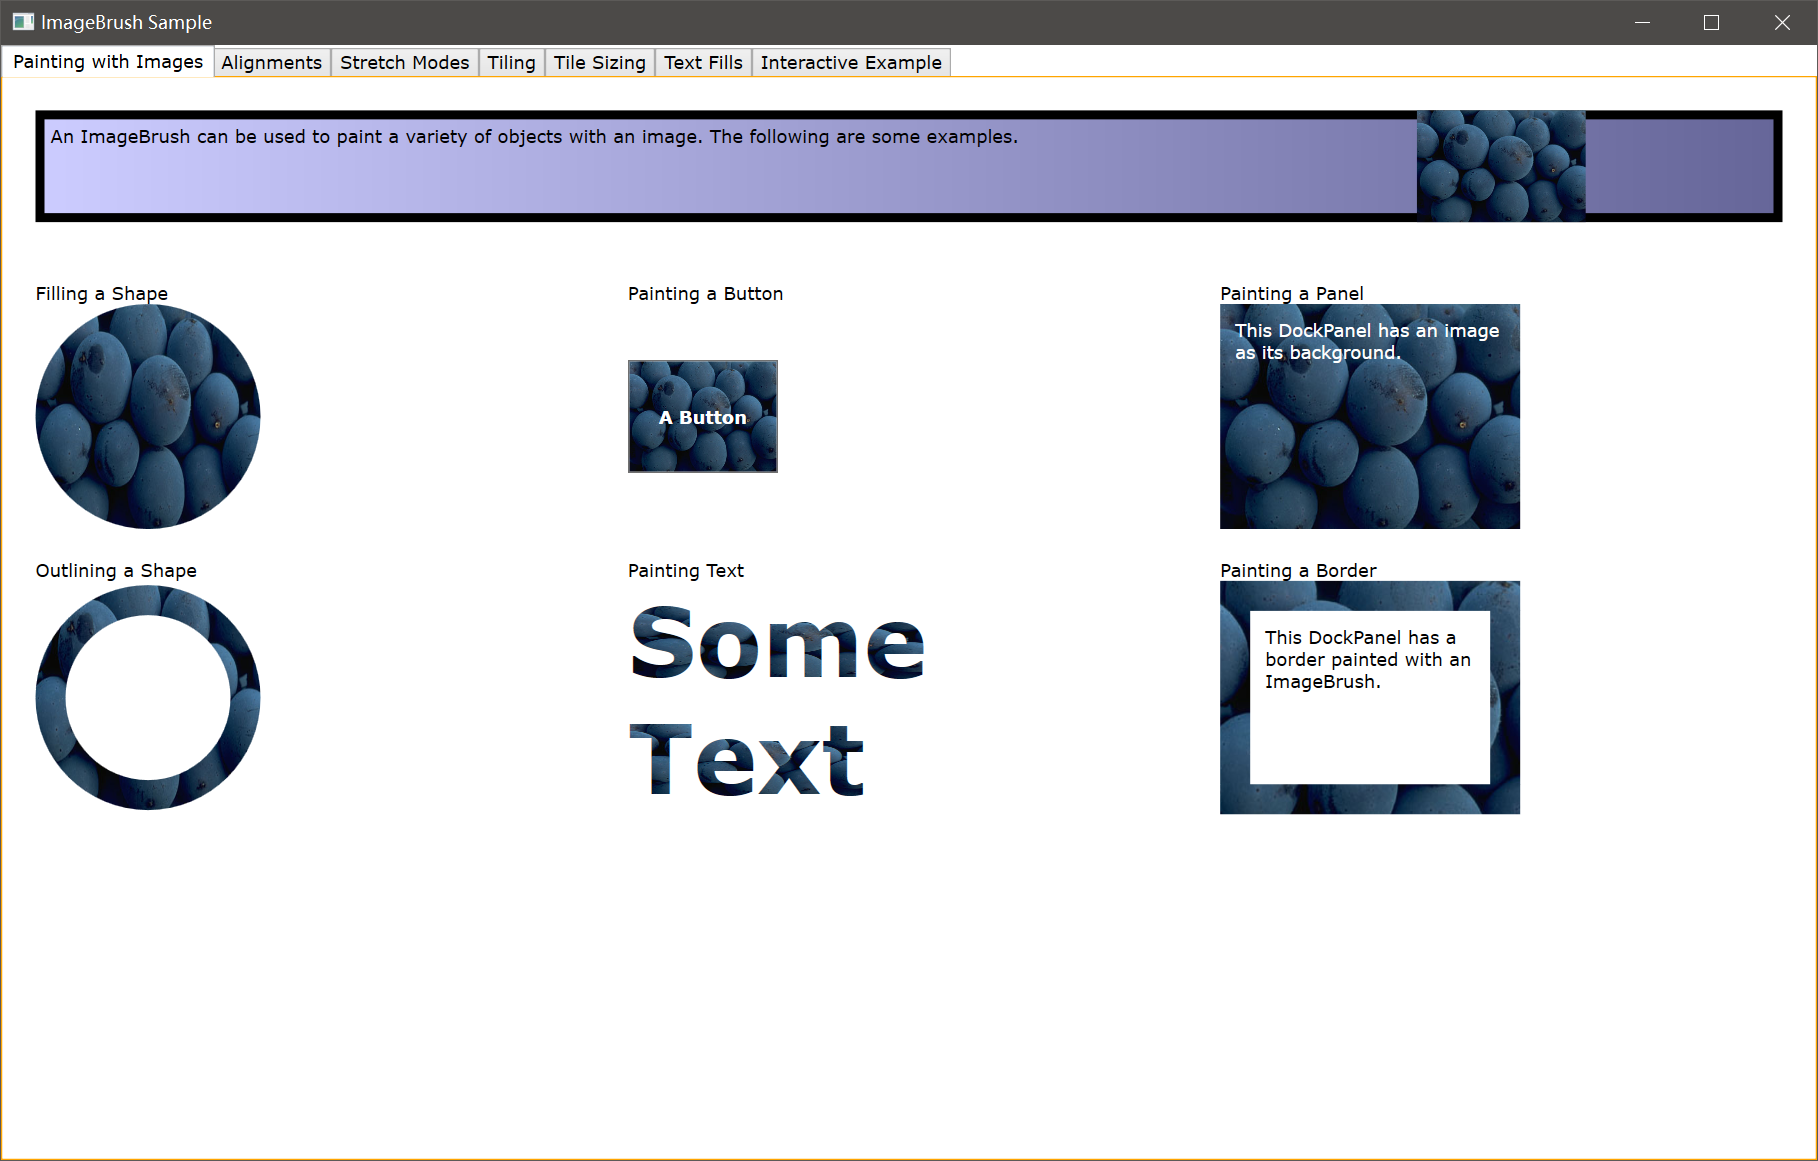 ImageBrush Sample
Painting with Images
Alignments
Stretch Modes
Tiling
Tile Sizing
Text Fills
Interactive Example
An ImageBrush can be used to paint a variety of objects with an image. The following are some examples.
Filling a Shape
Painting a Button
A Button
Painting a Panel
This DockPanel has an image
as its background.
Outlining a Shape
Painting Text
Some
Text
Painting a Border
This DockPanel has a
border painted with an
ImageBrush.